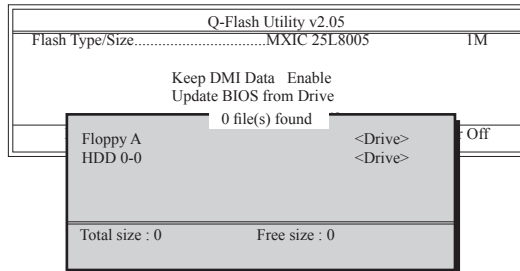 Q-Flash Utility v2.05
Flash Type/Size.................................MXIC 25L8005 1M
Keep DMI Data Enable
Update BIOS from Drive
0 file(s) found
Off
Floppy A <Drive>
HDD 0-0 <Drive>
Total size : 0 Free size : 0